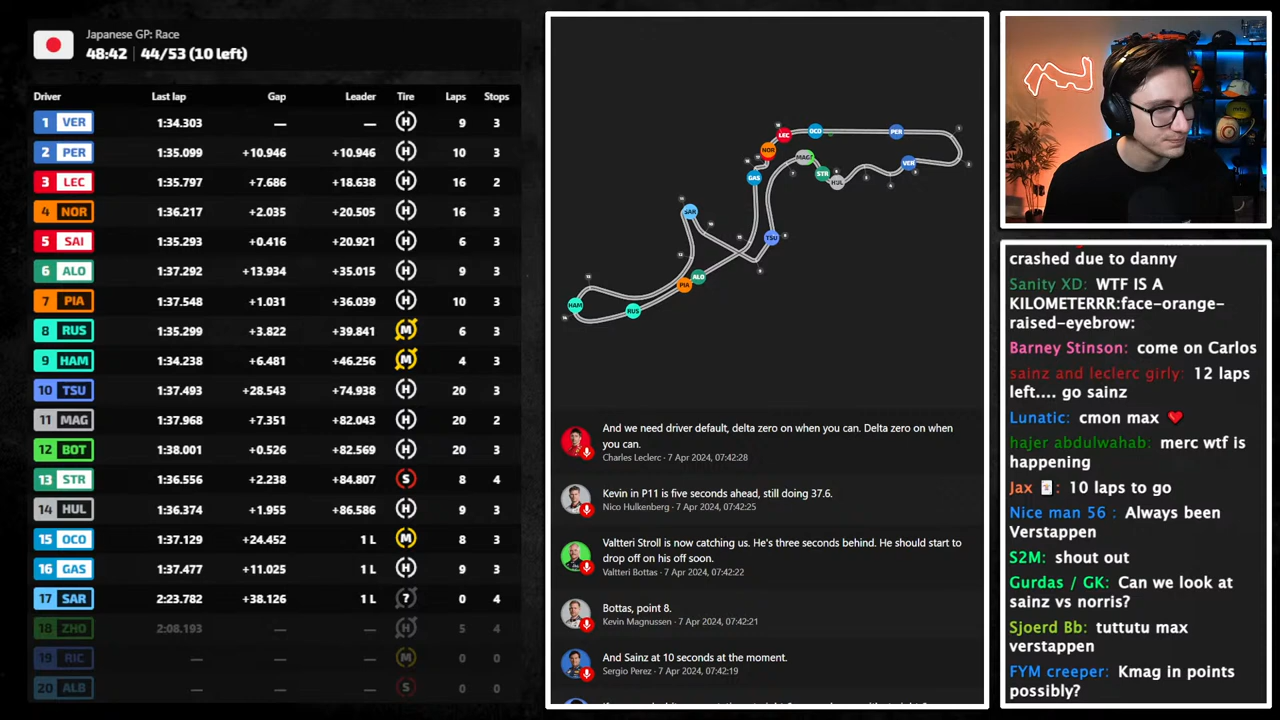 Japanese GP: Race
48:42 44/53 (10 left)
Driver Last lap Gap Leader Tire Laps Stops
1 VER 1:34.303 — — H 9 3
2 PER 1:35.099 +10.946 +10.946 H 10 3
3 LEC 1:35.797 +7.686 +18.638 H 16 2
4 NOR 1:36.217 +2.035 +20.505 H 16 3
5 SAI 1:35.293 +0.416 +20.921 H 6 3
6 ALO 1:37.292 +13.934 +35.015 H 9 3
7 PIA 1:37.548 +1.031 +36.039 H 10 3
8 RUS 1:35.299 +3.822 +39.841 M 6 3
9 HAM 1:34.238 +6.481 +46.256 M 4 3
10 TSU 1:37.493 +28.543 +74.938 H 20 3
11 MAG 1:37.968 +7.351 +82.043 H 20 2
12 BOT 1:38.001 +0.526 +82.569 H 20 3
13 STR 1:36.556 +2.238 +84.807 S 8 4
14 HUL 1:36.374 +1.955 +86.586 H 9 3
15 OCO 1:37.129 +24.452 1 L M 8 3
16 GAS 1:37.477 +11.025 1 L H 9 3
17 SAR 2:23.782 +38.126 1 L ? 0 4
18 ZHO 2:08.193 — — H 5
19 RIC — — — M 0 0
20 ALB — — — S 0 0
LEC OCO PER
NOR MAG STR HUL VER
GAS
SAR
TSU
ALO
PIA
HAM
RUS
And we need driver default, delta zero on when you can. Delta zero on when
you can.
Charles Leclerc · 7 Apr 2024, 07:42:28
Kevin in P11 is five seconds ahead, still doing 37.6.
Nico Hulkenberg · 7 Apr 2024, 07:42:25
Valtteri Stroll is now catching us. He's three seconds behind. He should start to
drop off on his off soon.
Valtteri Bottas · 7 Apr 2024, 07:42:22
Bottas, point 8.
Kevin Magnussen · 7 Apr 2024, 07:42:21
And Sainz at 10 seconds at the moment.
Sergio Perez · 7 Apr 2024, 07:42:19
crashed due to danny
Sanity XD: WTF IS A
KILOMETERRR:face-orange-
raised-eyebrow:
Barney Stinson: come on Carlos
sainz and leclerc girly: 12 laps
left.... go sainz
Lunatic: cmon max ❤️
hajer abdulwahab: merc wtf is
happening
Jax 🃏: 10 laps to go
Nice man 56 : Always been
Verstappen
S2M: shout out
Gurdas / GK: Can we look at
sainz vs norris?
Sjoerd Bb: tuttutu max
verstappen
FYM creeper: Kmag in points
possibly?